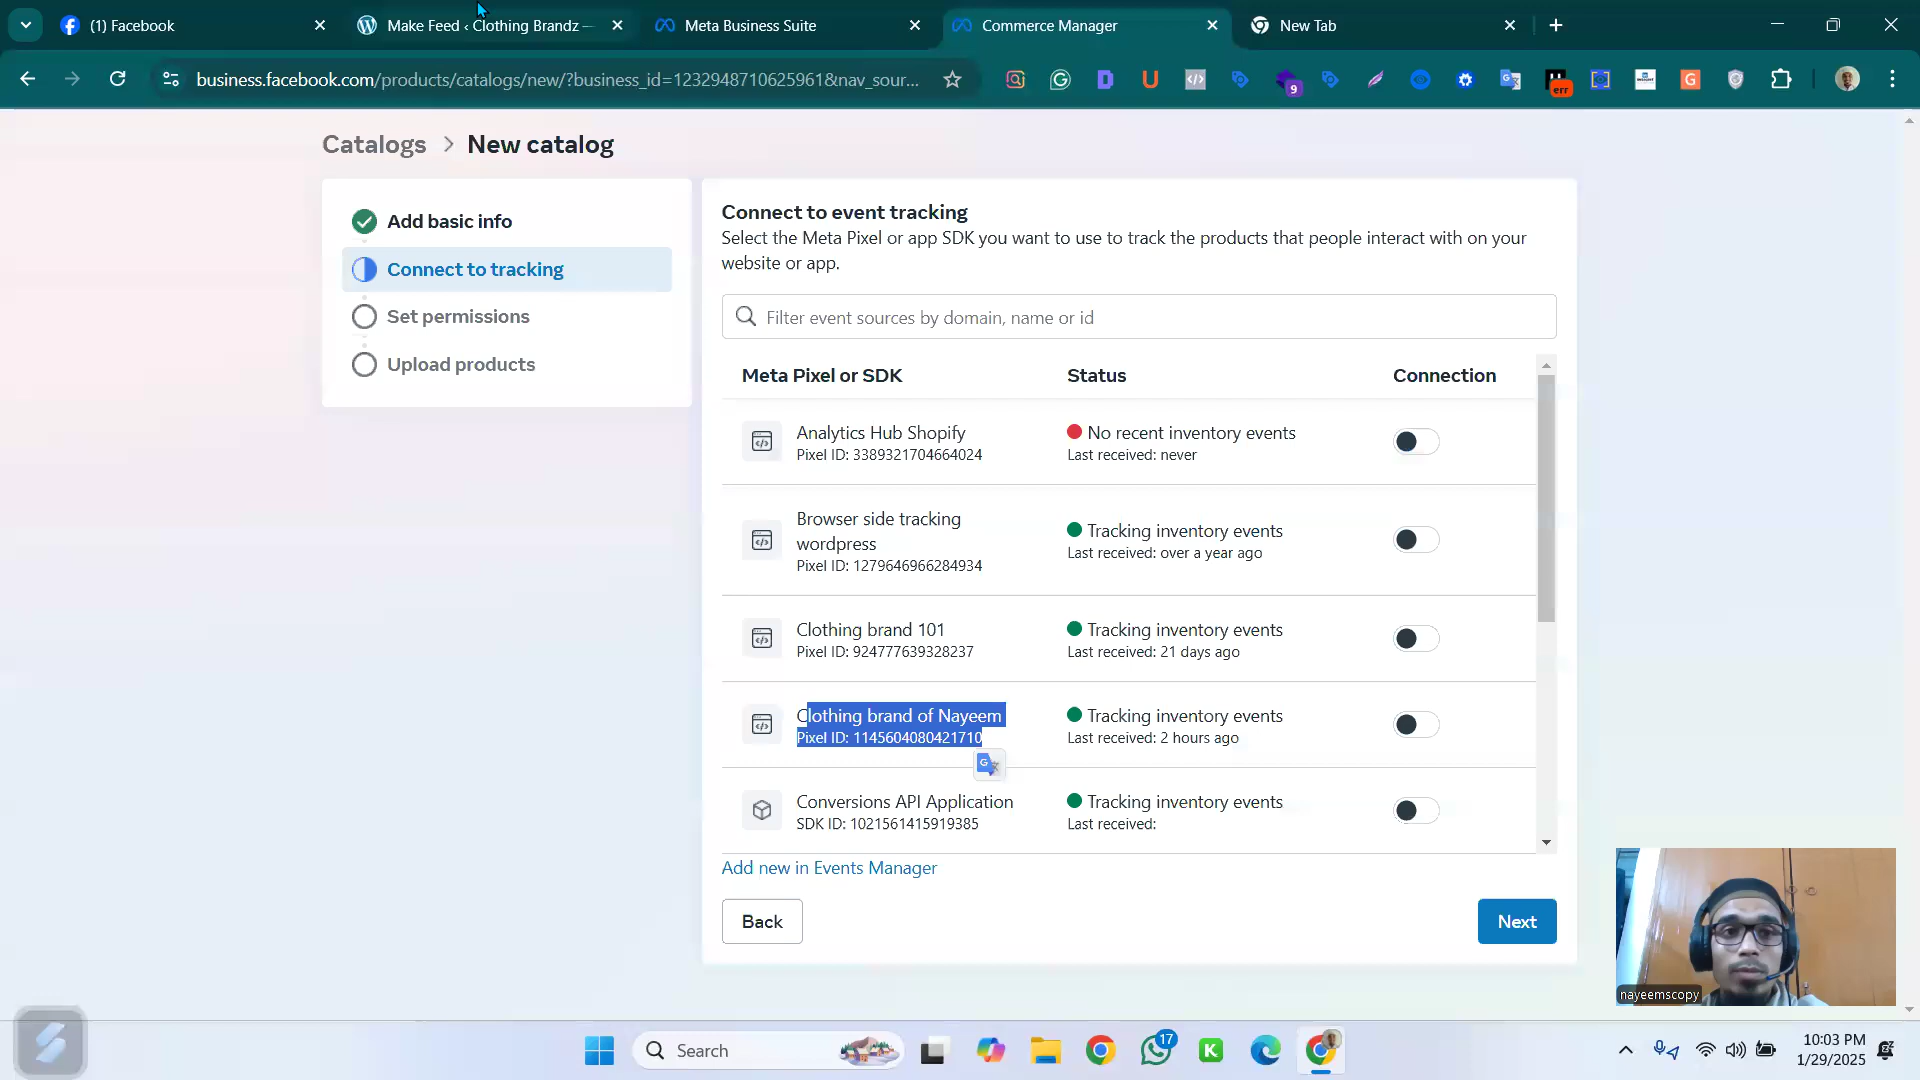 (1) Facebook
Make Feed ‹ Clothing Brandz —
Meta Business Suite
Commerce Manager
New Tab
business.facebook.com/products/catalogs/new/?business_id=1232948710625961&nav_sour...
9
err
Catalogs > New catalog
Add basic info
Connect to tracking
Set permissions
Upload products
Connect to event tracking
Select the Meta Pixel or app SDK you want to use to track the products that people interact with on your
website or app.
Filter event sources by domain, name or id
Meta Pixel or SDK
Status
Connection
Analytics Hub Shopify
Pixel ID: 3389321704664024
No recent inventory events
Last received: never
Browser side tracking
wordpress
Pixel ID: 1279646966284934
Tracking inventory events
Last received: over a year ago
Clothing brand 101
Pixel ID: 924777639328237
Tracking inventory events
Last received: 21 days ago
Clothing brand of Nayeem
Pixel ID: 1145604080421710
Tracking inventory events
Last received: 2 hours ago
Conversions API Application
SDK ID: 1021561415919385
Tracking inventory events
Last received:
Add new in Events Manager
Back
Next
nayeemscopy
Search
17
10:03 PM
1/29/2025